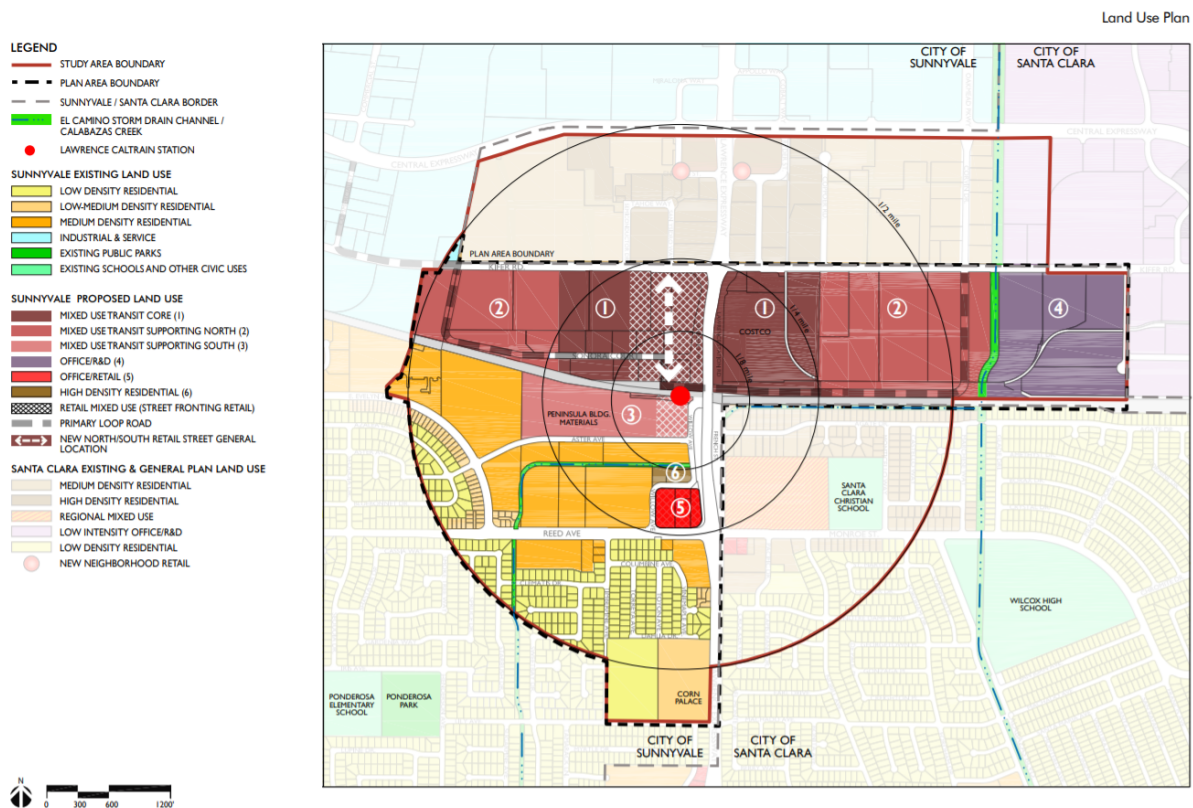 Land Use Plan
LEGEND
STUDY AREA BOUNDARY
PLAN AREA BOUNDARY
SUNNYVALE / SANTA CLARA BORDER
EL CAMINO STORM DRAIN CHANNEL /
CALABAZAS CREEK
LAWRENCE CALTRAIN STATION
SUNNYVALE EXISTING LAND USE
LOW DENSITY RESIDENTIAL
LOW-MEDIUM DENSITY RESIDENTIAL
MEDIUM DENSITY RESIDENTIAL
INDUSTRIAL & SERVICE
EXISTING PUBLIC PARKS
EXISTING SCHOOLS AND OTHER CIVIC USES
SUNNYVALE PROPOSED LAND USE
MIXED USE TRANSIT CORE (1)
MIXED USE TRANSIT SUPPORTING NORTH (2)
MIXED USE TRANSIT SUPPORTING SOUTH (3)
OFFICE/R&D (4)
OFFICE/RETAIL (5)
HIGH DENSITY RESIDENTIAL (6)
RETAIL MIXED USE (STREET FRONTING RETAIL)
PRIMARY LOOP ROAD
NEW NORTH/SOUTH RETAIL STREET GENERAL
LOCATION
SANTA CLARA EXISTING & GENERAL PLAN LAND USE
MEDIUM DENSITY RESIDENTIAL
HIGH DENSITY RESIDENTIAL
REGIONAL MIXED USE
LOW INTENSITY OFFICE/R&D
LOW DENSITY RESIDENTIAL
NEW NEIGHBORHOOD RETAIL
N
0 300 600 1200'
CITY OF
SUNNYVALE
CITY OF
SANTA CLARA
CENTRAL EXPRESSWAY
CENTRAL EXPRESSWAY
1/2 mile
PLAN AREA BOUNDARY
KIFER RD.
KIFER RD.
2
1
1
2
4
COSTCO
1/4 mile
1/8 mile
3
PENINSULA BLDG.
MATERIALS
ASTER AVE
6
5
REED AVE
SANTA
CLARA
CHRISTIAN
SCHOOL
MONROE
WILCOX HIGH
SCHOOL
CORN
PALACE
PONDEROSA
ELEMENTARY
SCHOOL
PONDEROSA
PARK
CITY OF
SUNNYVALE
CITY OF
SANTA CLARA